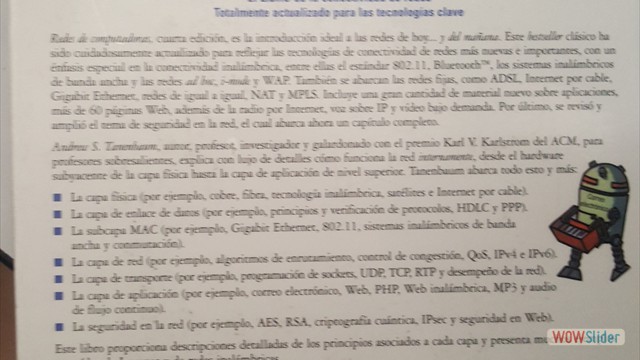 Totalmente actualizado para las tecnologías clave
Redes de computadoras, cuarta edición, es la introducción ideal a las redes de hoy... y del mañana. Este bestseller clásico ha
sido cuidadosamente actualizado para reflejar las tecnologías de conectividad de redes más nuevas e importantes, con un
énfasis especial en la conectividad inalámbrica, entre ellas el estándar 802.11, Bluetooth™, los sistemas inalámbricos
de banda ancha y las redes ad hoc, i-mode y WAP. También se abarcan las redes fijas, como ADSL, Internet por cable,
Gigabit Ethernet, redes de igual a igual, NAT y MPLS. Incluye una gran cantidad de material nuevo sobre aplicaciones,
más de 60 páginas Web, además de la radio por Internet, voz sobre IP y vídeo bajo demanda. Por último, se revisó y
amplió el tema de seguridad en la red, el cual abarca ahora un capítulo completo.
Andrew S. Tanenbaum, autor, profesor, investigador y galardonado con el premio Karl V. Karlstrom del ACM, para
profesores sobresalientes, explica con lujo de detalles cómo funciona la red internamente, desde el hardware
subyacente de la capa física hasta la capa de aplicación de nivel superior. Tanenbaum abarca todo esto y más:
■ La capa física (por ejemplo, cobre, fibra, tecnología inalámbrica, satélites e Internet por cable).
■ La capa de enlace de datos (por ejemplo, principios y verificación de protocolos, HDLC y PPP).
■ La subcapa MAC (por ejemplo, Gigabit Ethernet, 802.11, sistemas inalámbricos de banda
ancha y conmutación).
■ La capa de red (por ejemplo, algoritmos de enrutamiento, control de congestión, QoS, IPv4 e IPv6).
■ La capa de transporte (por ejemplo, programación de sockets, UDP, TCP, RTP y desempeño de la red).
■ La capa de aplicación (por ejemplo, correo electrónico, Web, PHP, Web inalámbrica, MP3 y audio
de flujo continuo).
■ La seguridad en la red (por ejemplo, AES, RSA, criptografía cuántica, IPsec y seguridad en Web).
Este libro proporciona descripciones detalladas de los principios asociados a cada capa y presenta
WOWSlider